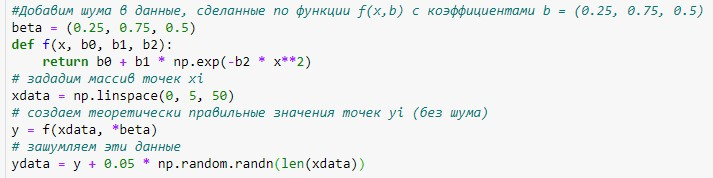 #Добавим шума в данные, сделанные по функции f(x,b) с коэффициентами b = (0.25, 0.75, 0.5)
beta = (0.25, 0.75, 0.5)
def f(x, b0, b1, b2):
    return b0 + b1 * np.exp(-b2 * x**2)
# зададим массив точек xi
xdata = np.linspace(0, 5, 50)
# создаем теоретически правильные значения точек yi (без шума)
y = f(xdata, *beta)
# зашумляем эти данные
ydata = y + 0.05 * np.random.randn(len(xdata))